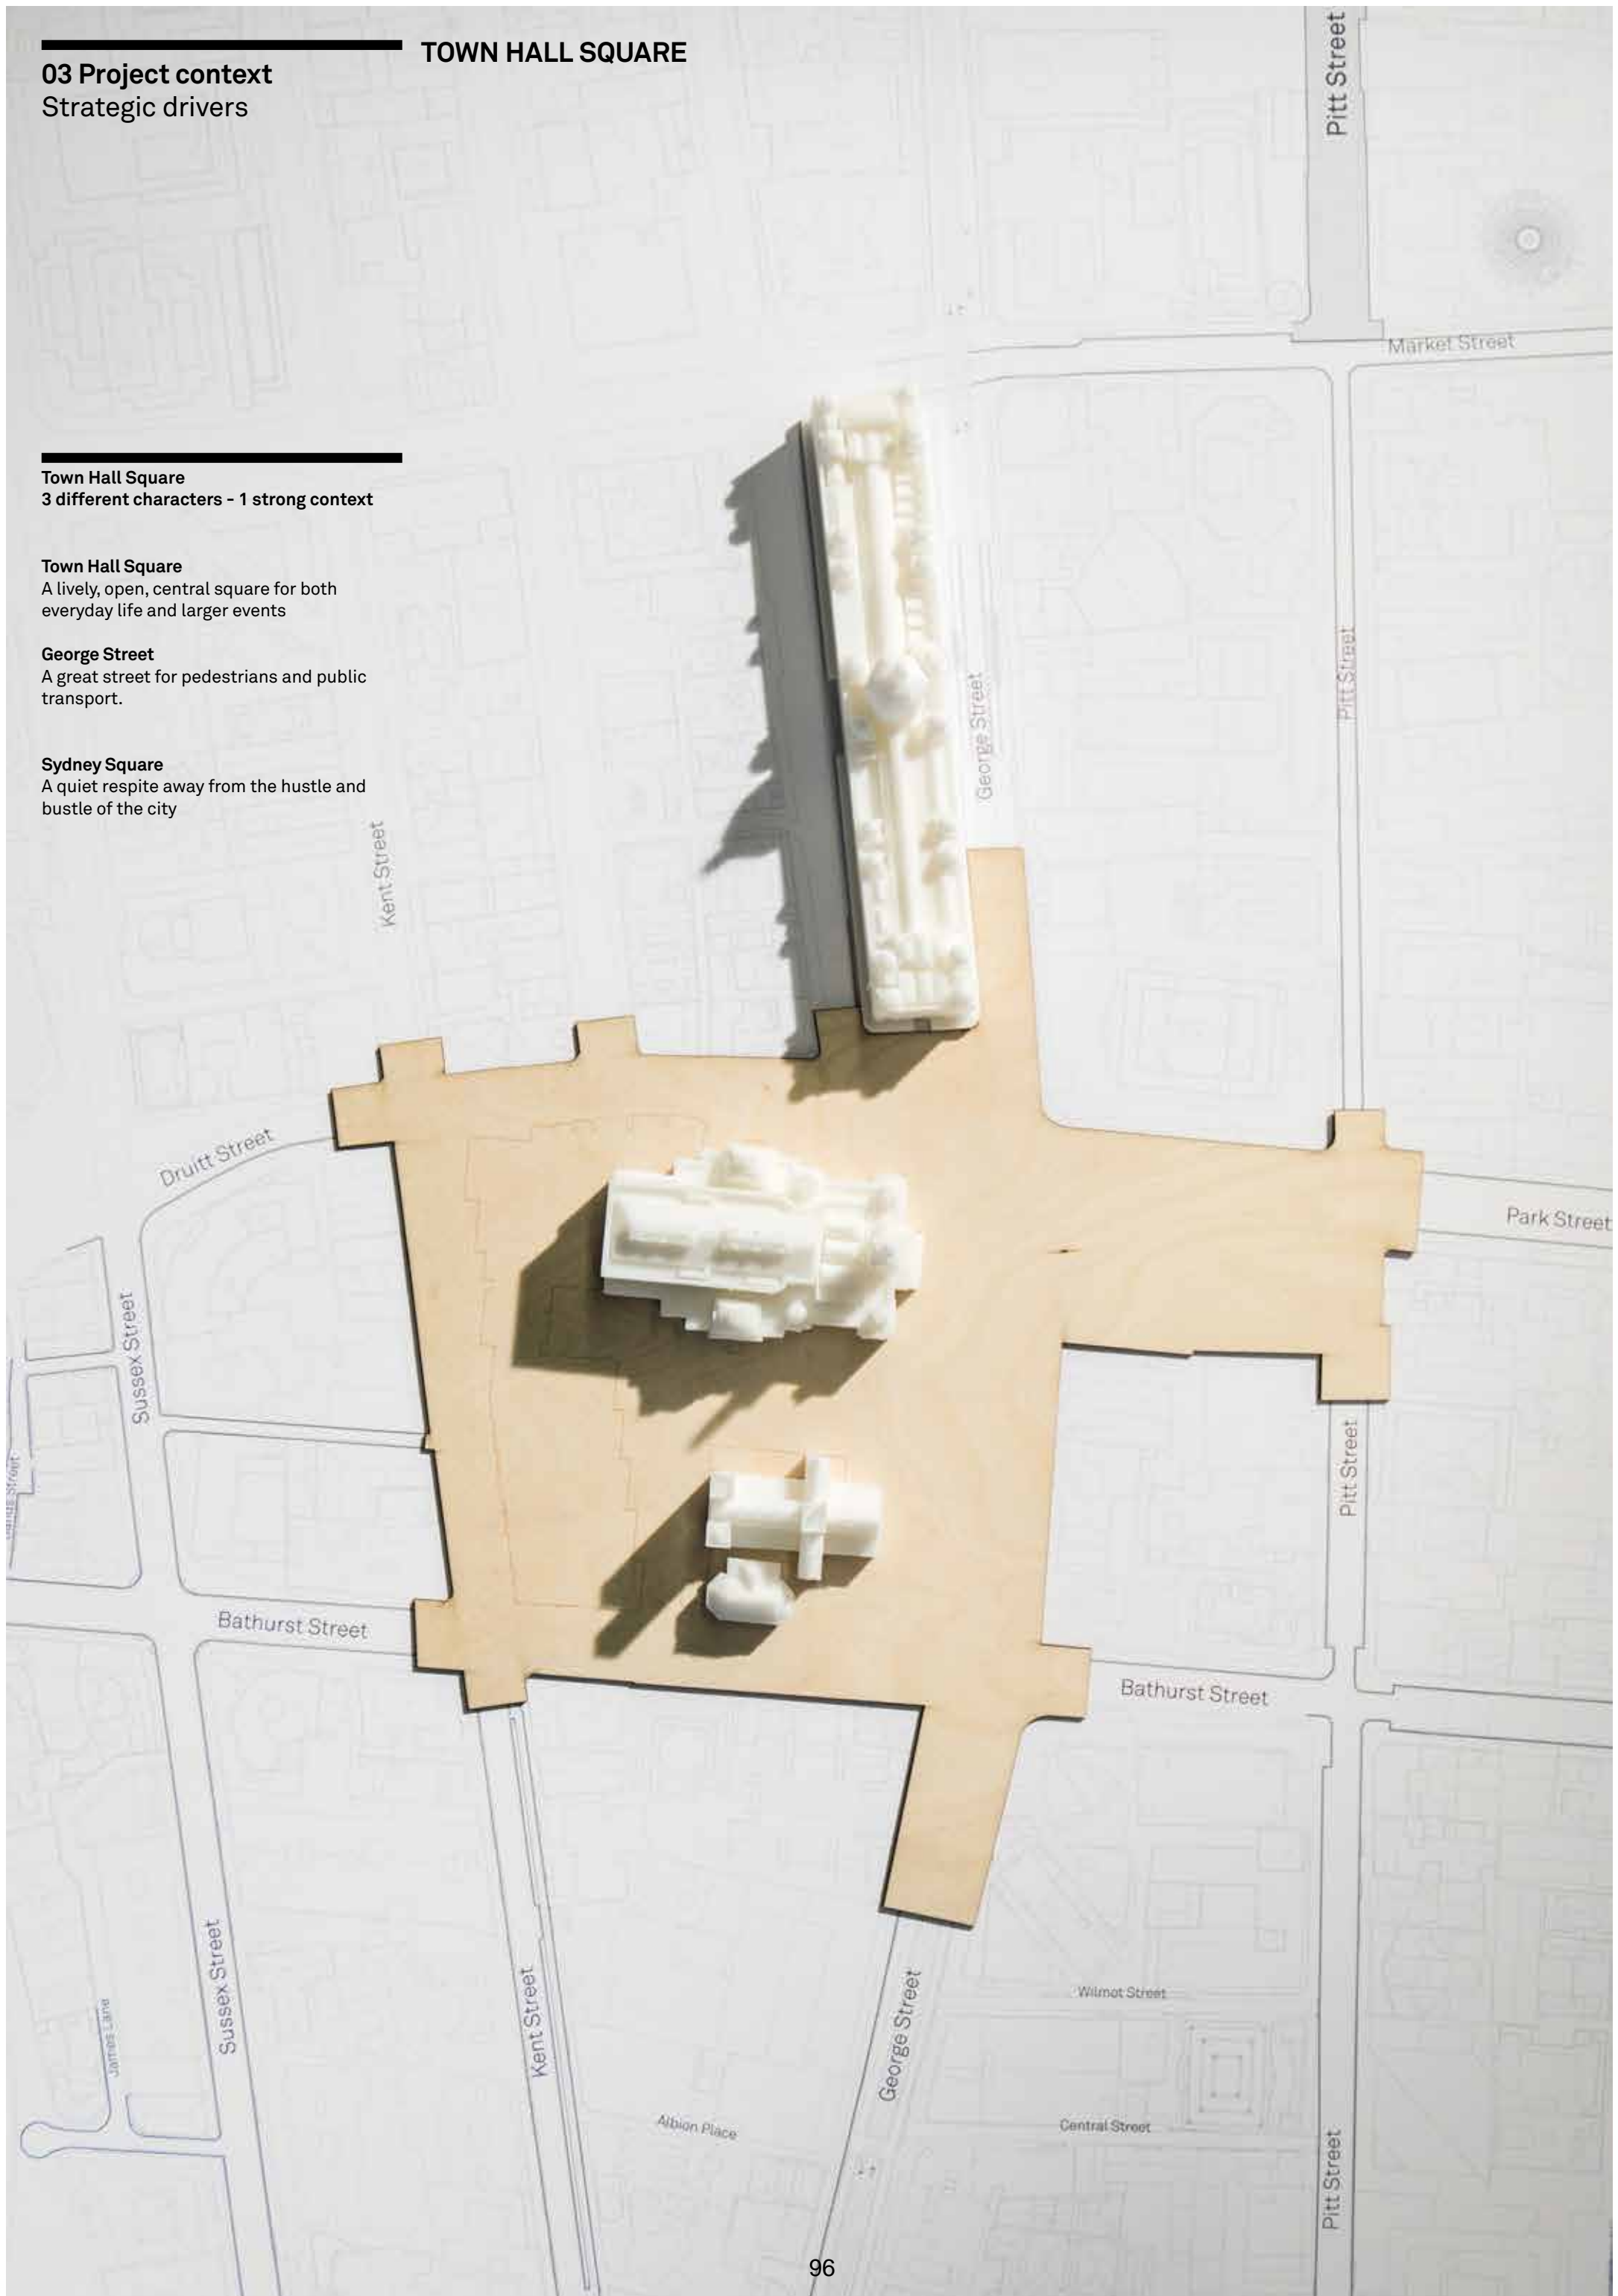 TOWN HALL SQUARE
03 Project context
Strategic drivers
Town Hall Square
3 different characters - 1 strong context
Town Hall Square
A lively, open, central square for both
everyday life and larger events
George Street
A great street for pedestrians and public
transport.
Sydney Square
A quiet respite away from the hustle and
bustle of the city
Pitt Street
Market Street
Pitt Street
George Street
Kent Street
Druitt Street
Park Street
Sussex Street
Pitt Street
Bathurst Street
Bathurst Street
Sussex Street
Kent Street
George Street
Wilmot Street
James Lane
Albion Place
Central Street
Pitt Street
96